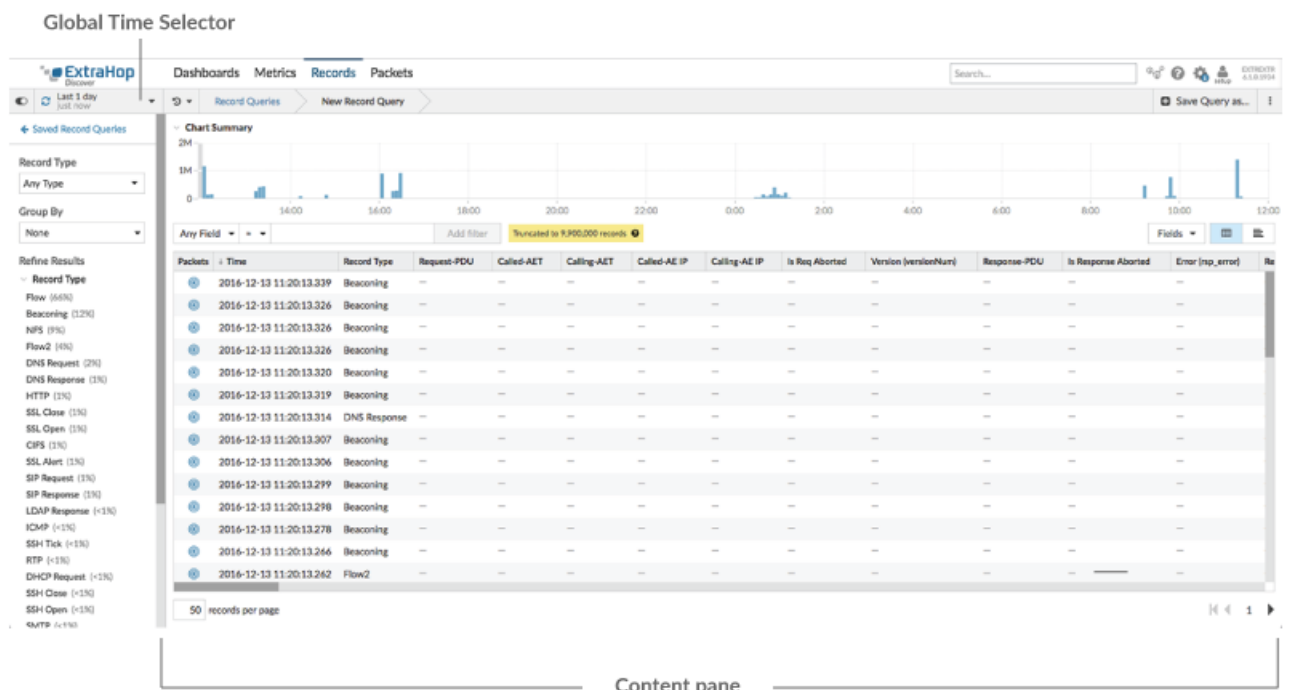 Global Time Selector
ExtraHop
Discover
Dashboards Metrics Records Packets
Search...
Last 1 day
just now
Record Queries New Record Query
Save Query as...
Saved Record Queries
Chart Summary
2M
1M
0
14:00 16:00 18:00 20:00 22:00 0:00 2:00 4:00 6:00 8:00 10:00 12:00
Record Type
Any Type
Group By
None
Any Field = Add filter Truncated to 9,900,000 records
Fields
Refine Results
Record Type
Flow (66%)
Beaconing (12%)
NFS (9%)
Flow2 (4%)
DNS Request (2%)
DNS Response (1%)
HTTP (1%)
SSL Close (1%)
SSL Open (1%)
CIFS (1%)
SSL Alert (1%)
SIP Request (1%)
SIP Response (1%)
LDAP Response (<1%)
ICMP (<1%)
SSH Tick (<1%)
RTP (<1%)
DHCP Request (<1%)
SSH Close (<1%)
SSH Open (<1%)
SMTP (<1%)
Packets Time Record Type Request-PDU Called-AET Calling-AET Called-AE IP Calling-AE IP Is Req Aborted Version (versionNum) Response-PDU Is Response Aborted Error (rsp_error) Re
2016-12-13 11:20:13.339 Beaconing — — — — — — — — — —
2016-12-13 11:20:13.326 Beaconing — — — — — — — — — —
2016-12-13 11:20:13.326 Beaconing — — — — — — — — — —
2016-12-13 11:20:13.326 Beaconing — — — — — — — — — —
2016-12-13 11:20:13.320 Beaconing — — — — — — — — — —
2016-12-13 11:20:13.319 Beaconing — — — — — — — — — —
2016-12-13 11:20:13.314 DNS Response — — — — — — — — — —
2016-12-13 11:20:13.307 Beaconing — — — — — — — — — —
2016-12-13 11:20:13.306 Beaconing — — — — — — — — — —
2016-12-13 11:20:13.299 Beaconing — — — — — — — — — —
2016-12-13 11:20:13.298 Beaconing — — — — — — — — — —
2016-12-13 11:20:13.278 Beaconing — — — — — — — — — —
2016-12-13 11:20:13.266 Beaconing — — — — — — — — — —
2016-12-13 11:20:13.262 Flow2 — — — — — — — — — —
50 records per page
1
Content pane